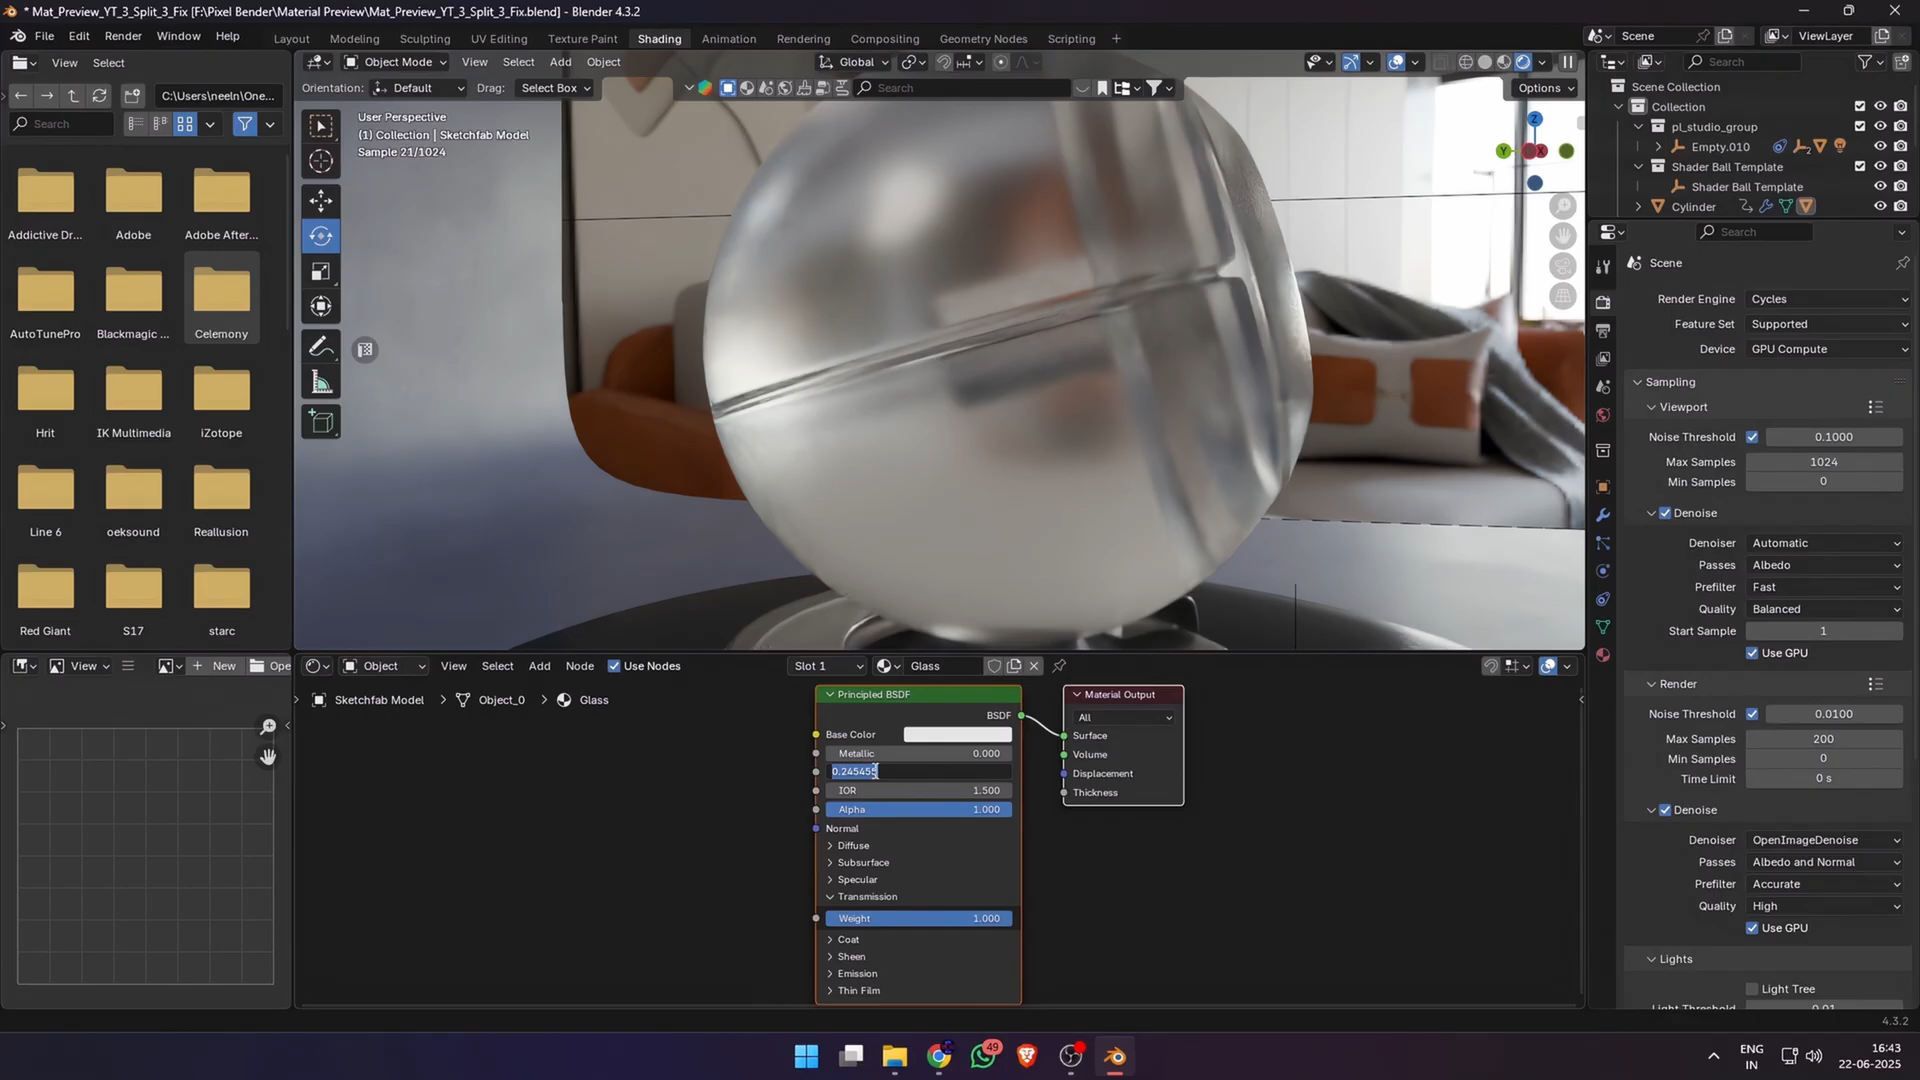 * Mat_Preview_YT_3_Split_3_Fix [F:\Pixel Bender\Material Preview\Mat_Preview_YT_3_Split_3_Fix.blend] - Blender 4.3.2
File Edit Render Window Help
Layout Modeling Sculpting UV Editing Texture Paint Shading Animation Rendering Compositing Geometry Nodes Scripting +
Scene
ViewLayer
View Select
C:\Users\neeln\One...
Search
Addictive Dr... Adobe Adobe After...
AutoTunePro Blackmagic ... Celemony
Hrit IK Multimedia iZotope
Line 6 oeksound Reallusion
Red Giant S17 starc
Object Mode View Select Add Object Global
Orientation: Default Drag: Select Box Search Options
User Perspective
(1) Collection | Sketchfab Model
Sample 21/1024
Z
Y
X
Search
Scene Collection
Collection
pl_studio_group
Empty.010
2
Shader Ball Template
Shader Ball Template
Cylinder
Search
Scene
Render Engine Cycles
Feature Set Supported
Device GPU Compute
Sampling
Viewport
Noise Threshold 0.1000
Max Samples 1024
Min Samples 0
Denoise
Denoiser Automatic
Passes Albedo
Prefilter Fast
Quality Balanced
Start Sample 1
Use GPU
Render
Noise Threshold 0.0100
Max Samples 200
Min Samples 0
Time Limit 0 s
Denoise
Denoiser OpenImageDenoise
Passes Albedo and Normal
Prefilter Accurate
Quality High
Use GPU
Lights
Light Tree
Light Threshold 0.01
View New Ope
Object View Select Add Node Use Nodes Slot 1 Glass
Sketchfab Model > Object_0 > Glass
Principled BSDF
BSDF
Base Color
Metallic 0.000
0.245455
IOR 1.500
Alpha 1.000
Normal
Diffuse
Subsurface
Specular
Transmission
Weight 1.000
Coat
Sheen
Emission
Thin Film
Material Output
All
Surface
Volume
Displacement
Thickness
4.3.2
49
ENG
IN
16:43
22-06-2025